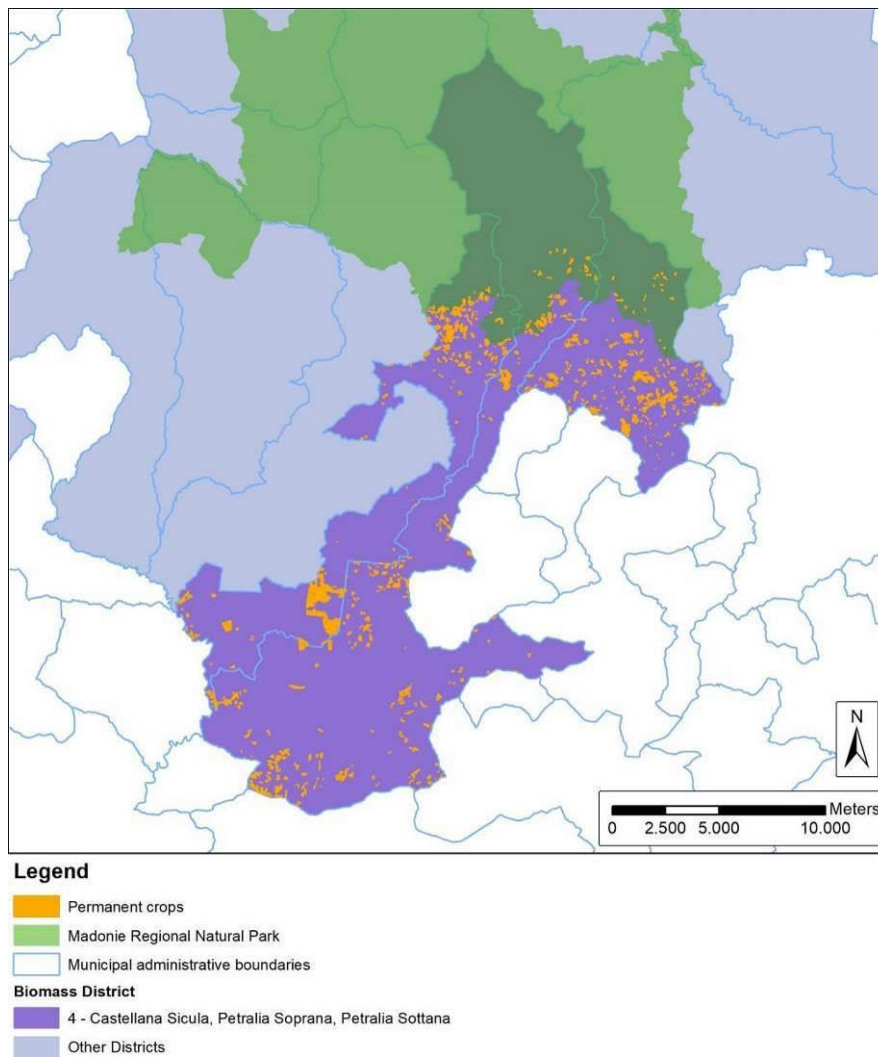 N
Meters
0 2.500 5.000 10.000
Legend
Permanent crops
Madonie Regional Natural Park
Municipal administrative boundaries
Biomass District
4 - Castellana Sicula, Petralia Soprana, Petralia Sottana
Other Districts